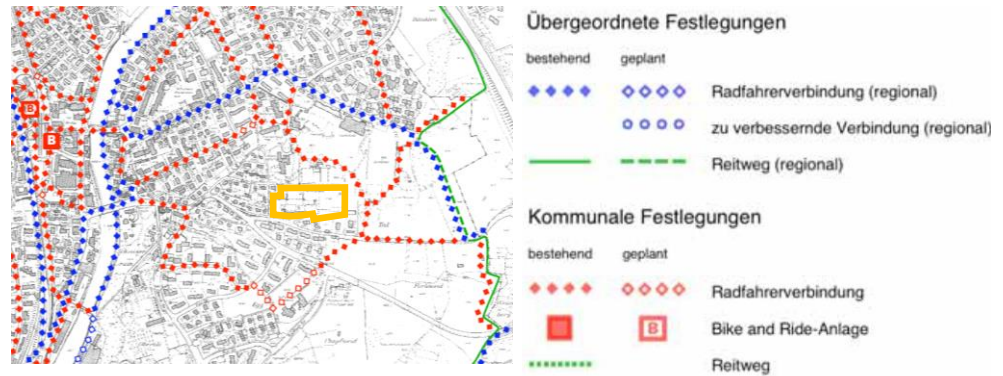 B
B
Tal
Übergeordnete Festlegungen
bestehend geplant
Radfahrerverbindung (regional)
zu verbessernde Verbindung (regional)
Reitweg (regional)
Kommunale Festlegungen
bestehend geplant
Radfahrerverbindung
B Bike and Ride-Anlage
Reitweg